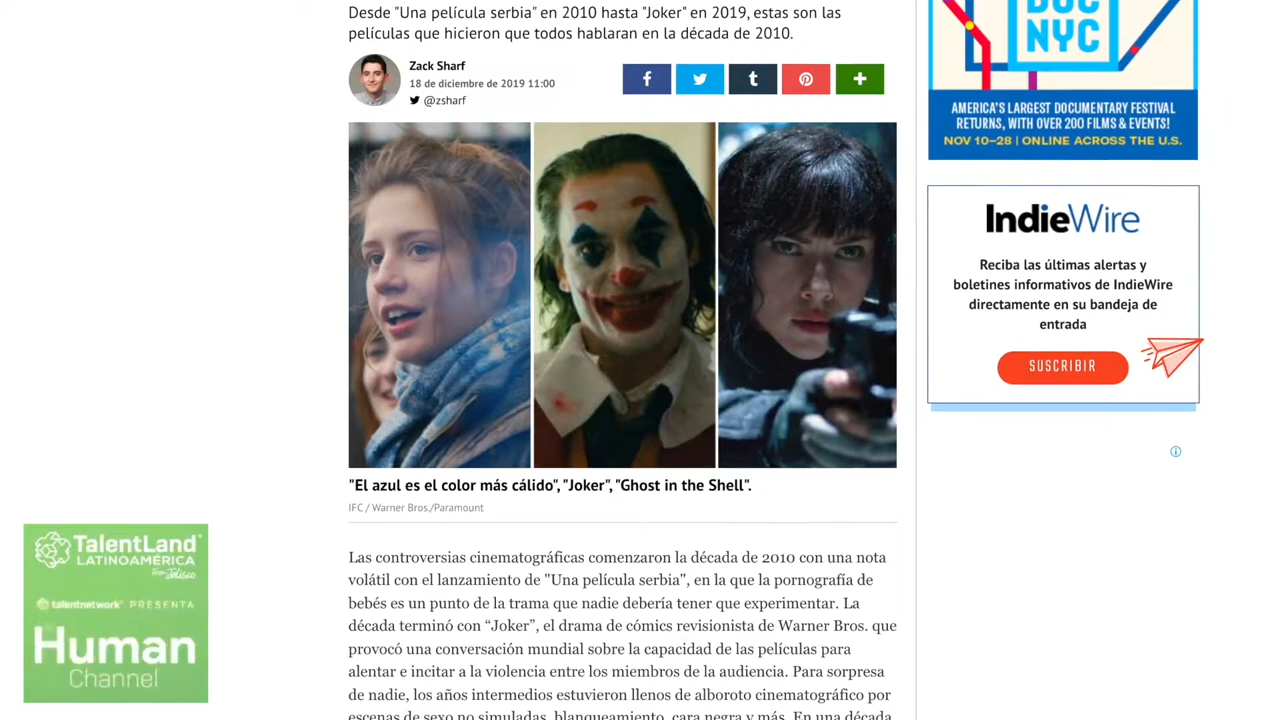 Desde "Una película serbia" en 2010 hasta "Joker" en 2019, estas son las
películas que hicieron que todos hablaran en la década de 2010.
Zack Sharf
18 de diciembre de 2019 11:00
@zsharf
"El azul es el color más cálido", "Joker", "Ghost in the Shell".
IFC / Warner Bros./Paramount
Las controversias cinematográficas comenzaron la década de 2010 con una nota
volátil con el lanzamiento de "Una película serbia", en la que la pornografía de
bebés es un punto de la trama que nadie debería tener que experimentar. La
década terminó con “Joker”, el drama de cómics revisionista de Warner Bros. que
provocó una conversación mundial sobre la capacidad de las películas para
alentar e incitar a la violencia entre los miembros de la audiencia. Para sorpresa
de nadie, los años intermedios estuvieron llenos de alboroto cinematográfico por
escenas de sexo no simuladas, blanqueamiento, cara negra y más. En una década
DOC
NYC
AMERICA'S LARGEST DOCUMENTARY FESTIVAL
RETURNS, WITH OVER 200 FILMS & EVENTS!
NOV 10–28 | ONLINE ACROSS THE U.S.
IndieWire
Reciba las últimas alertas y
boletines informativos de IndieWire
directamente en su bandeja de
entrada
SUSCRIBIR
TalentLand
LATINOAMÉRICA
From Jalisco
talentnetwork PRESENTA
Human
Channel